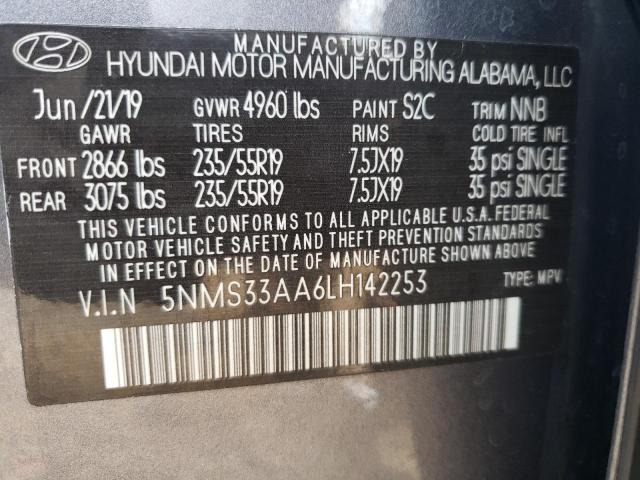 MANUFACTURED BY
HYUNDAI MOTOR MANUFACTURING ALABAMA, LLC
Jun/21/19 GVWR 4960 lbs PAINT S2C TRIM NNB
GAWR TIRES RIMS COLD TIRE INFL
FRONT 2866 lbs 235/55R19 7.5JX19 35 psi SINGLE
REAR 3075 lbs 235/55R19 7.5JX19 35 psi SINGLE
THIS VEHICLE CONFORMS TO ALL APPLICABLE U.S.A. FEDERAL
MOTOR VEHICLE SAFETY AND THEFT PREVENTION STANDARDS
IN EFFECT ON THE DATE OF MANUFACTURE SHOWN ABOVE
V.I.N 5NMS33AA6LH142253 TYPE: MPV